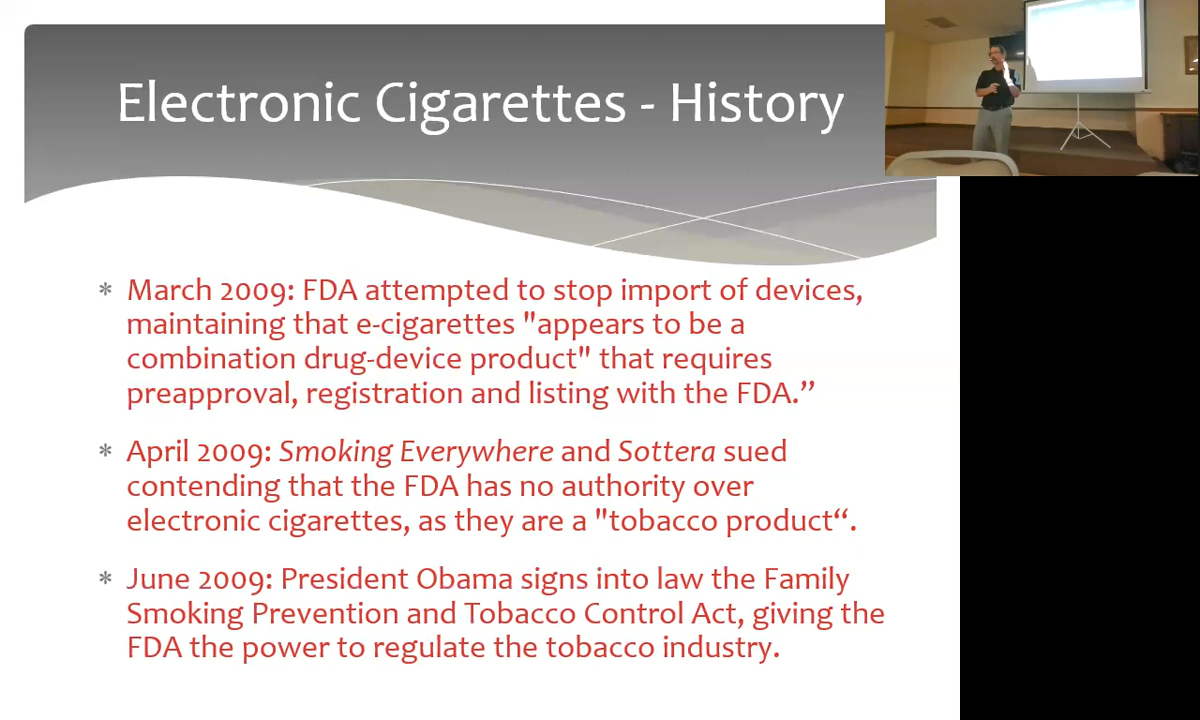 Electronic Cigarettes - History
* March 2009: FDA attempted to stop import of devices,
maintaining that e-cigarettes "appears to be a
combination drug-device product" that requires
preapproval, registration and listing with the FDA.”
* April 2009: Smoking Everywhere and Sottera sued
contending that the FDA has no authority over
electronic cigarettes, as they are a "tobacco product“.
* June 2009: President Obama signs into law the Family
Smoking Prevention and Tobacco Control Act, giving the
FDA the power to regulate the tobacco industry.